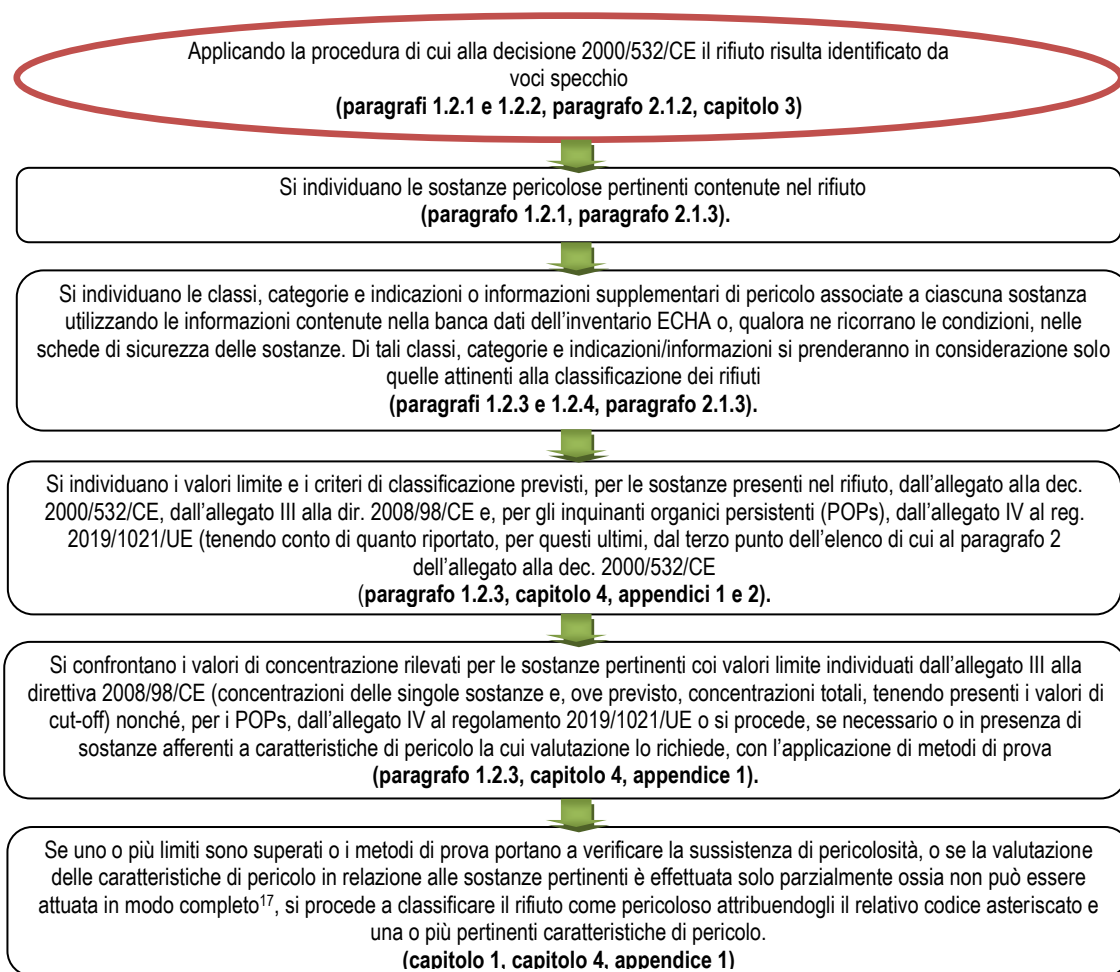 Applicando la procedura di cui alla decisione 2000/532/CE il rifiuto risulta identificato da
voci specchio
(paragrafi 1.2.1 e 1.2.2, paragrafo 2.1.2, capitolo 3)
Si individuano le sostanze pericolose pertinenti contenute nel rifiuto
(paragrafo 1.2.1, paragrafo 2.1.3).
Si individuano le classi, categorie e indicazioni o informazioni supplementari di pericolo associate a ciascuna sostanza
utilizzando le informazioni contenute nella banca dati dell'inventario ECHA o, qualora ne ricorrano le condizioni, nelle
schede di sicurezza delle sostanze. Di tali classi, categorie e indicazioni/informazioni si prenderanno in considerazione solo
quelle attinenti alla classificazione dei rifiuti
(paragrafi 1.2.3 e 1.2.4, paragrafo 2.1.3).
Si individuano i valori limite e i criteri di classificazione previsti, per le sostanze presenti nel rifiuto, dall'allegato alla dec.
2000/532/CE, dall'allegato III alla dir. 2008/98/CE e, per gli inquinanti organici persistenti (POPs), dall'allegato IV al reg.
2019/1021/UE (tenendo conto di quanto riportato, per questi ultimi, dal terzo punto dell'elenco di cui al paragrafo 2
dell'allegato alla dec. 2000/532/CE
(paragrafo 1.2.3, capitolo 4, appendici 1 e 2).
Si confrontano i valori di concentrazione rilevati per le sostanze pertinenti coi valori limite individuati dall'allegato III alla
direttiva 2008/98/CE (concentrazioni delle singole sostanze e, ove previsto, concentrazioni totali, tenendo presenti i valori di
cut-off) nonché, per i POPs, dall'allegato IV al regolamento 2019/1021/UE o si procede, se necessario o in presenza di
sostanze afferenti a caratteristiche di pericolo la cui valutazione lo richiede, con l'applicazione di metodi di prova
(paragrafo 1.2.3, capitolo 4, appendice 1).
Se uno o più limiti sono superati o i metodi di prova portano a verificare la sussistenza di pericolosità, o se la valutazione
delle caratteristiche di pericolo in relazione alle sostanze pertinenti è effettuata solo parzialmente ossia non può essere
attuata in modo completo¹⁷, si procede a classificare il rifiuto come pericoloso attribuendogli il relativo codice asteriscato e
una o più pertinenti caratteristiche di pericolo.
(capitolo 1, capitolo 4, appendice 1)